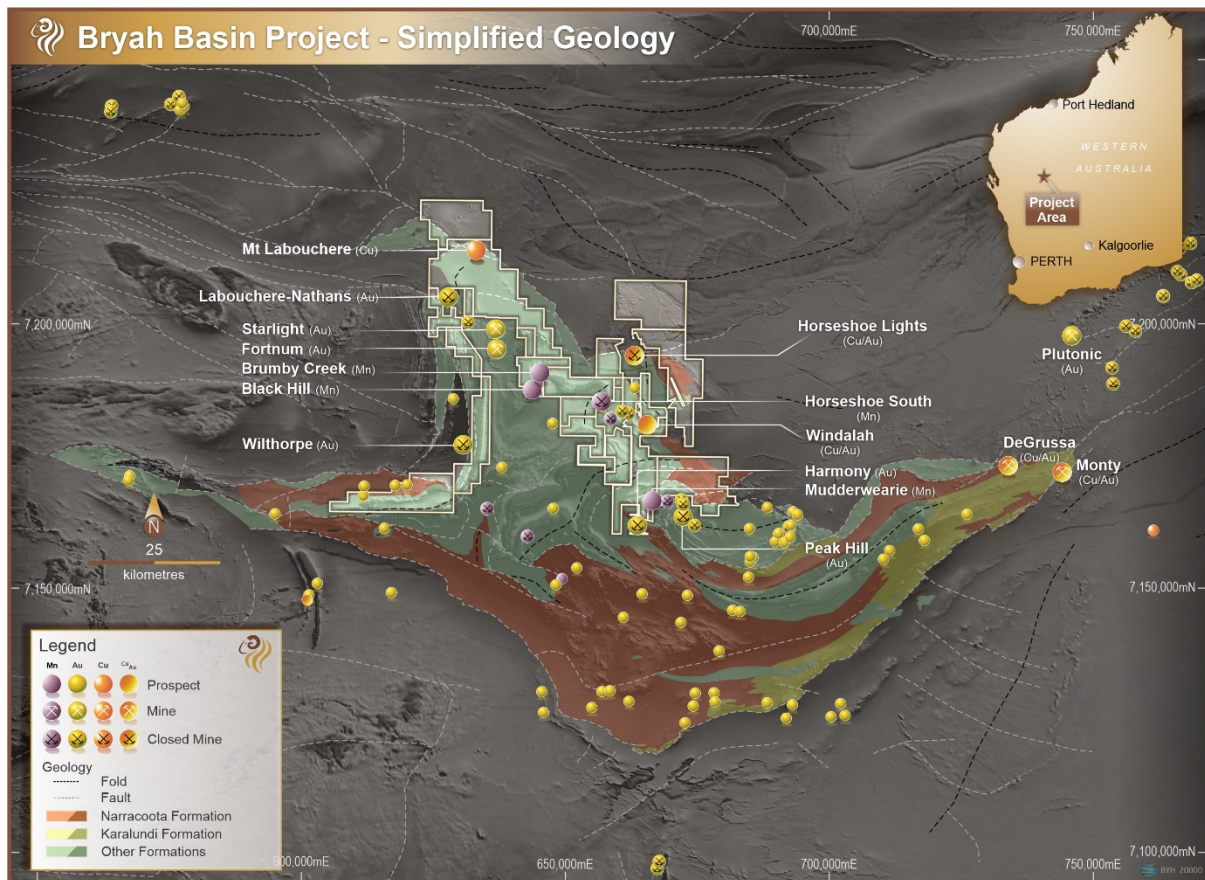 Bryah Basin Project - Simplified Geology
700,000mE
750,000mE
Port Hedland
WESTERN
AUSTRALIA
Project
Area
Kalgoorlie
PERTH
Mt Labouchere (Cu)
Labouchere-Nathans (Au)
7,200,000mN
Starlight (Au)
Fortnum (Au)
Brumby Creek (Mn)
Black Hill (Mn)
Wilthorpe (Au)
Horseshoe Lights
(Cu/Au)
7,200,000mN
Plutonic
(Au)
Horseshoe South
(Mn)
Windalah
(Cu/Au)
DeGrussa
(Cu/Au)
Monty
(Cu/Au)
Harmony (Au)
Mudderwearie (Mn)
Peak Hill
(Au)
N
25
kilometres
7,150,000mN
7,150,000mN
Legend
Mn Au Cu Cu Au
Prospect
Mine
Closed Mine
Geology
Fold
Fault
Narracoota Formation
Karalundi Formation
Other Formations
600,000mE
650,000mE
700,000mE
750,000mE
7,100,000mN
BYH 20000